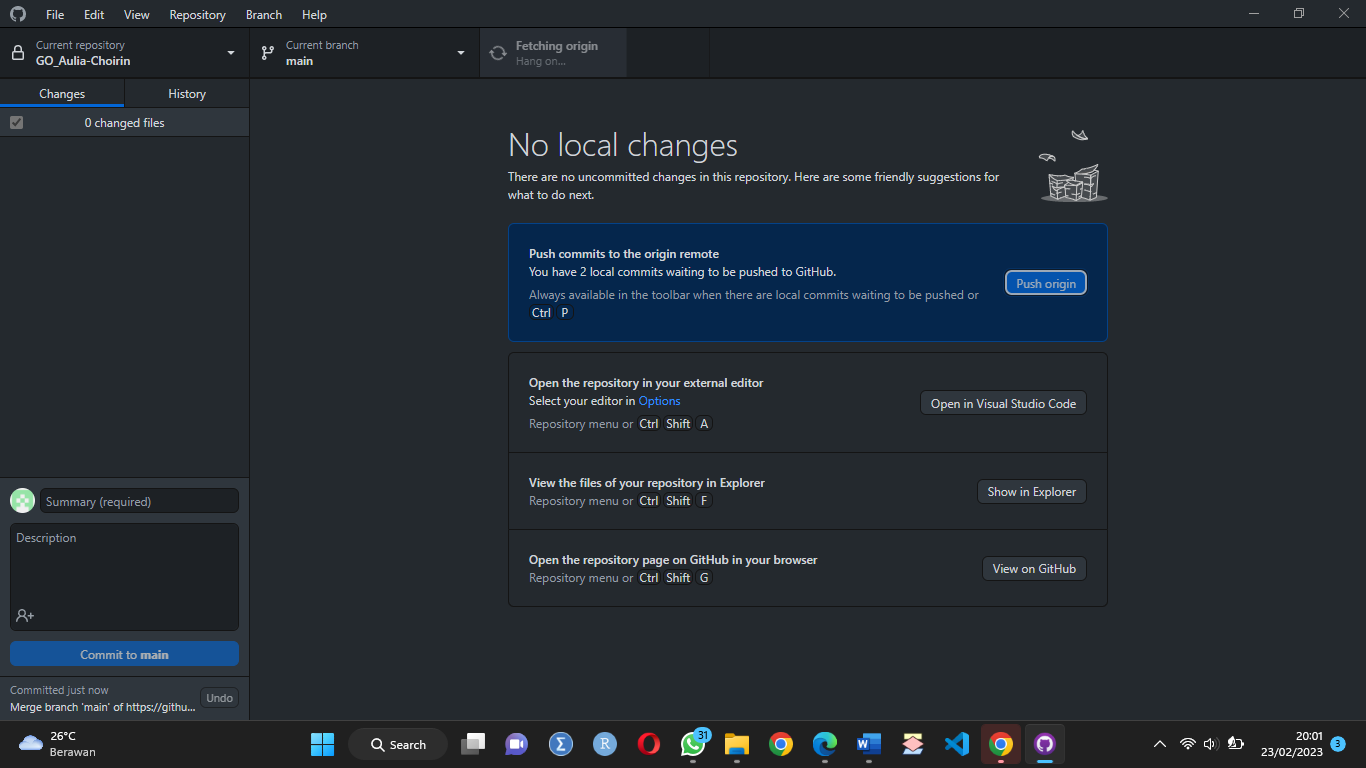 File Edit View Repository Branch Help
Current repository
GO_Aulia-Choirin
Current branch
main
Fetching origin
Hang on...
Changes History
0 changed files
No local changes
There are no uncommitted changes in this repository. Here are some friendly suggestions for
what to do next.
Push commits to the origin remote
You have 2 local commits waiting to be pushed to GitHub.
Always available in the toolbar when there are local commits waiting to be pushed or
Ctrl P
Push origin
Open the repository in your external editor
Select your editor in Options
Repository menu or Ctrl Shift A
Open in Visual Studio Code
View the files of your repository in Explorer
Repository menu or Ctrl Shift F
Show in Explorer
Open the repository page on GitHub in your browser
Repository menu or Ctrl Shift G
View on GitHub
Summary (required)
Description
Commit to main
Committed just now
Merge branch 'main' of https://githu...
Undo
26°C
Berawan
Search
Σ
R
31
20:01
23/02/2023
3